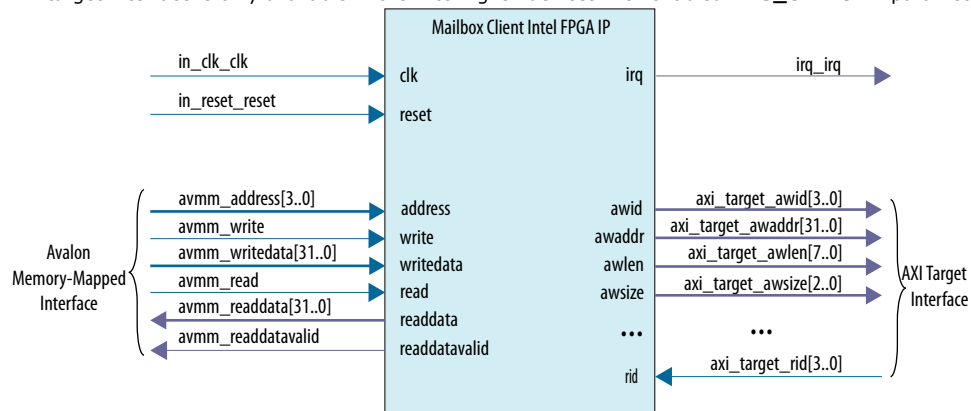 Mailbox Client Intel FPGA IP
in_clk_clk
clk
irq
irq_irq
in_reset_reset
reset
avmm_address[3..0]
address
awid
axi_target_awid[3..0]
avmm_write
write
awaddr
axi_target_awaddr[31..0]
avmm_writedata[31..0]
writedata
awlen
axi_target_awlen[7..0]
avmm_read
read
awsize
axi_target_awsize[2..0]
avmm_readdata[31..0]
readdata
...
...
avmm_readdatavalid
readdatavalid
rid
axi_target_rid[3..0]
Avalon
Memory-Mapped
Interface
AXI Target
Interface